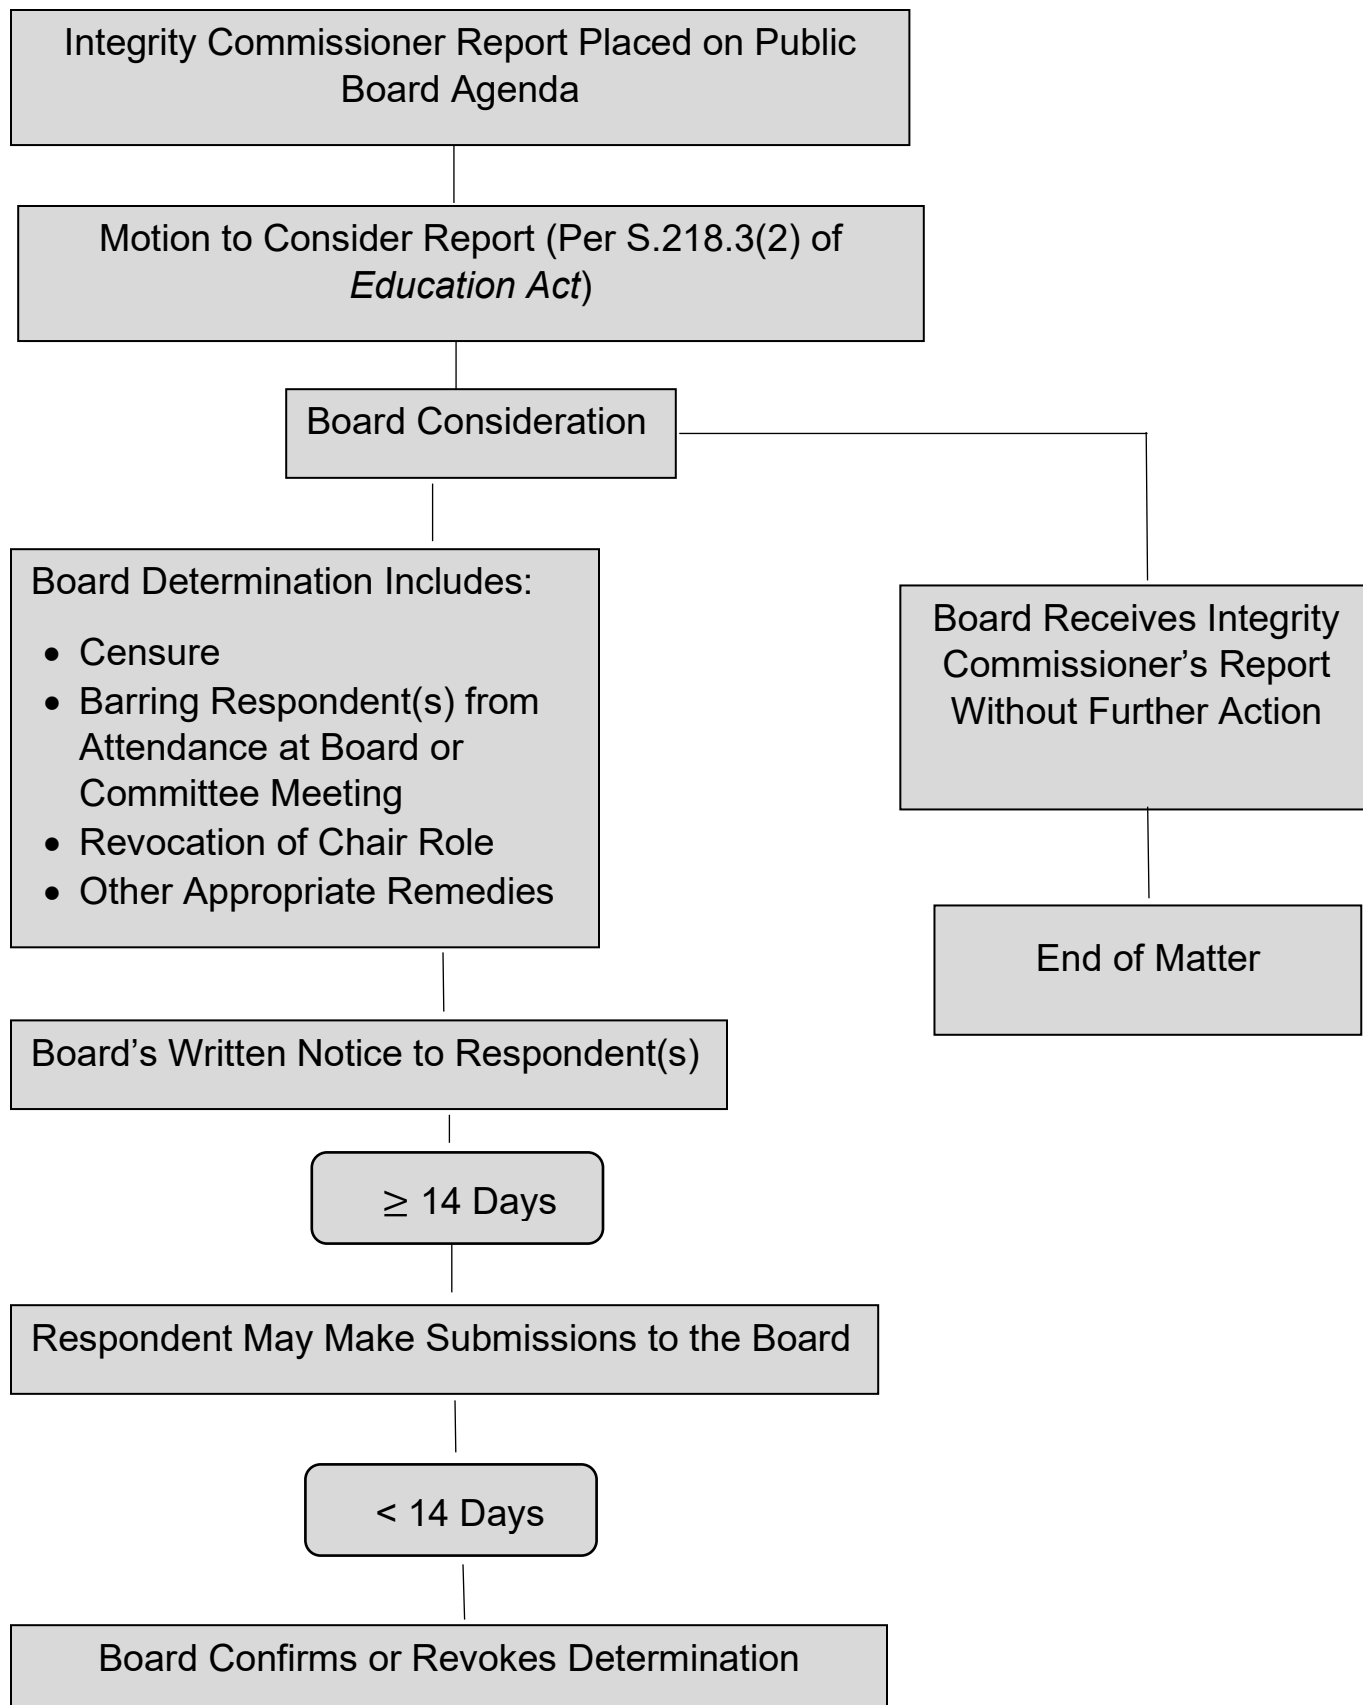 Integrity Commissioner Report Placed on Public
Board Agenda
Motion to Consider Report (Per S.218.3(2) of
Education Act)
Board Consideration
Board Determination Includes:
• Censure
• Barring Respondent(s) from
Attendance at Board or
Committee Meeting
• Revocation of Chair Role
• Other Appropriate Remedies
Board Receives Integrity
Commissioner’s Report
Without Further Action
End of Matter
Board’s Written Notice to Respondent(s)
≥ 14 Days
Respondent May Make Submissions to the Board
< 14 Days
Board Confirms or Revokes Determination